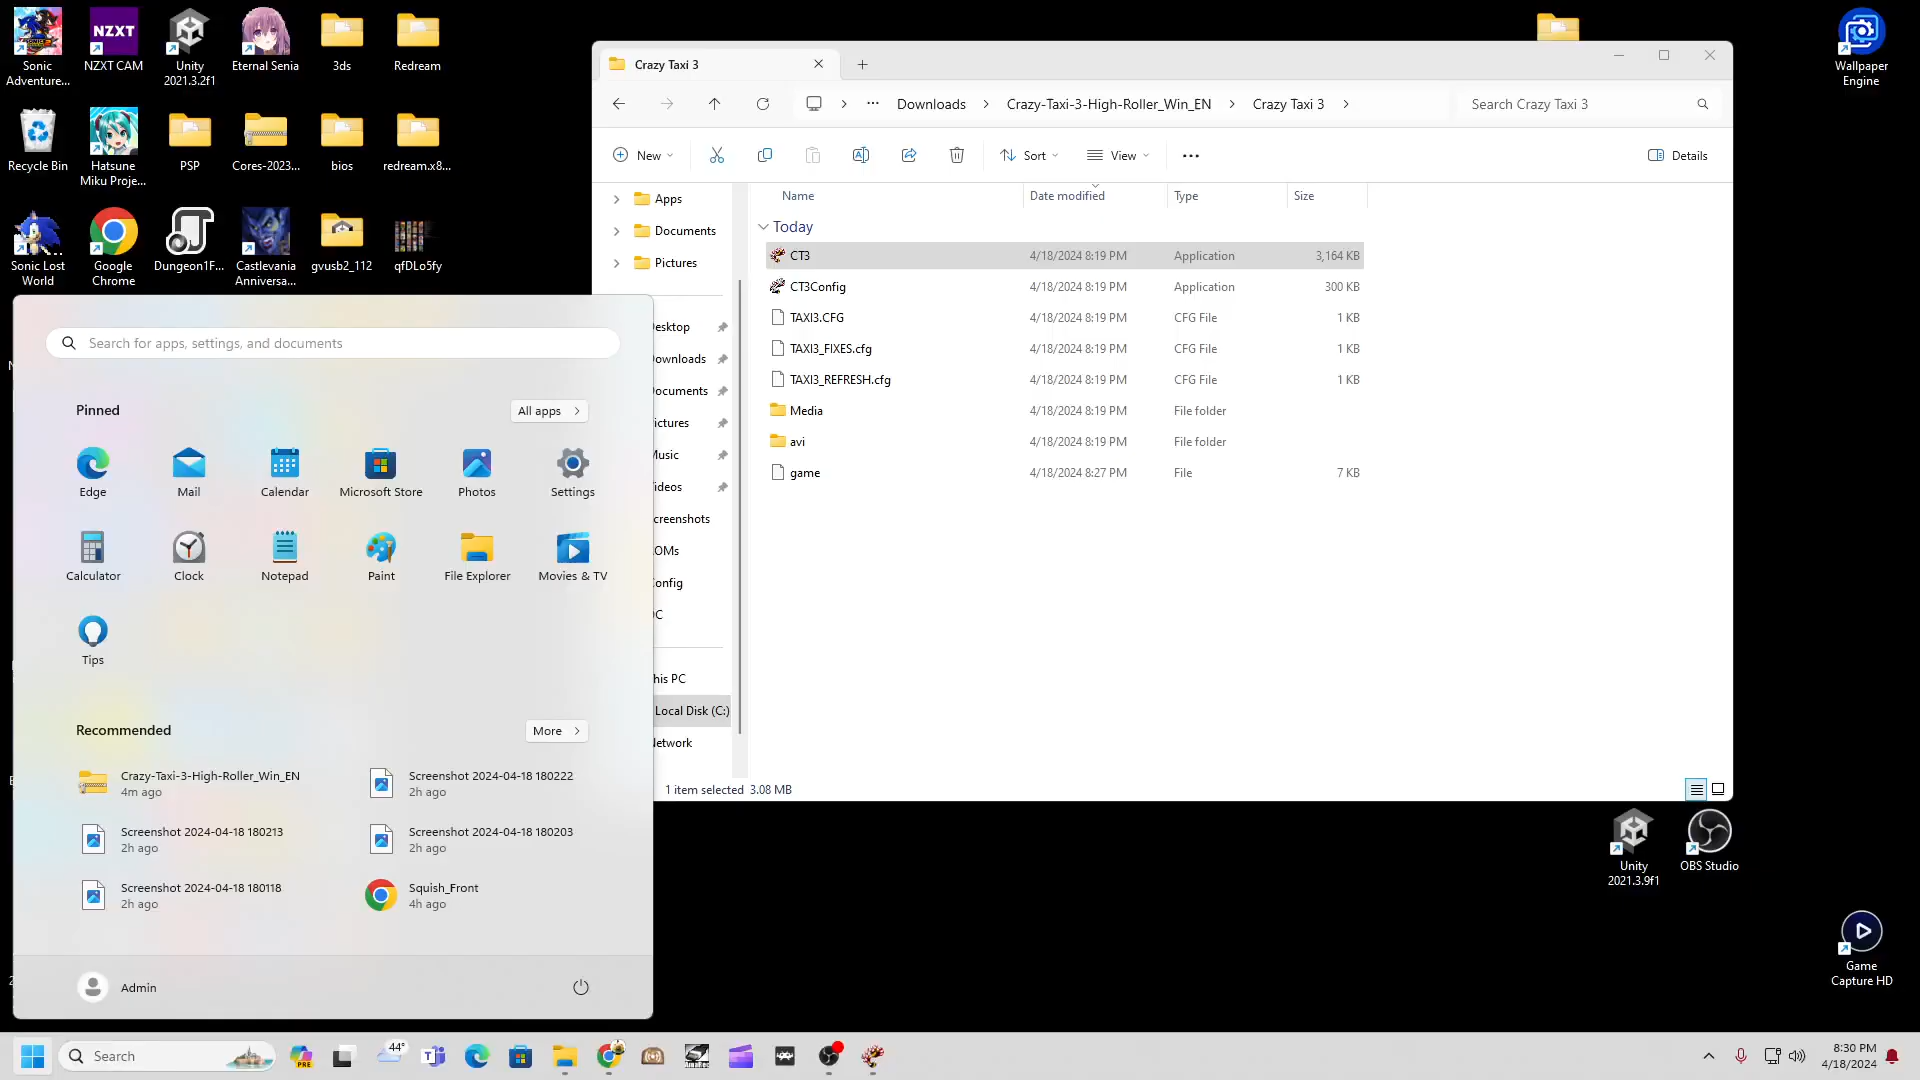 Sonic
Adventure...
NZXT
NZXT CAM
Unity
2021.3.2f1
Eternal Senia
3ds
Redream
Recycle Bin
Hatsune
Miku Proje...
PSP
Cores-2023...
bios
redream.x8...
Sonic Lost
World
Google
Chrome
Dungeon1F...
Castlevania
Anniversa...
gvusb2_112
qfDLo5fy
Wallpaper
Engine
Crazy Taxi 3
Downloads
Crazy-Taxi-3-High-Roller_Win_EN
Crazy Taxi 3
Search Crazy Taxi 3
New
Sort
View
Details
Apps
Documents
Pictures
esktop
ownloads
ocuments
ictures
Music
ideos
creenshots
OMs
onfig
C
his PC
Local Disk (C:)
Network
Name
Date modified
Type
Size
Today
CT3 4/18/2024 8:19 PM Application 3,164 KB
CT3Config 4/18/2024 8:19 PM Application 300 KB
TAXI3.CFG 4/18/2024 8:19 PM CFG File 1 KB
TAXI3_FIXES.cfg 4/18/2024 8:19 PM CFG File 1 KB
TAXI3_REFRESH.cfg 4/18/2024 8:19 PM CFG File 1 KB
Media 4/18/2024 8:19 PM File folder
avi 4/18/2024 8:19 PM File folder
game 4/18/2024 8:27 PM File 7 KB
1 item selected 3.08 MB
Search for apps, settings, and documents
Pinned
All apps
Edge
Mail
Calendar
Microsoft Store
Photos
Settings
Calculator
Clock
Notepad
Paint
File Explorer
Movies & TV
Tips
Recommended
More
Crazy-Taxi-3-High-Roller_Win_EN
4m ago
Screenshot 2024-04-18 180222
2h ago
Screenshot 2024-04-18 180213
2h ago
Screenshot 2024-04-18 180203
2h ago
Screenshot 2024-04-18 180118
2h ago
Squish_Front
4h ago
Admin
Unity
2021.3.9f1
OBS Studio
Game
Capture HD
Search
PRE
44°
8:30 PM
4/18/2024